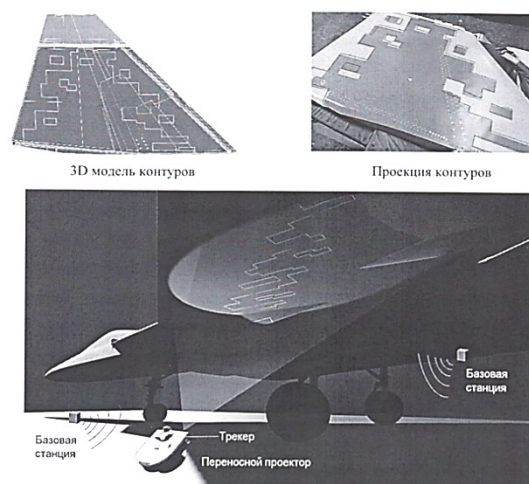 3D модель контуров
Проекция контуров
Базовая
станция
Базовая
станция
Трекер
Переносной проектор